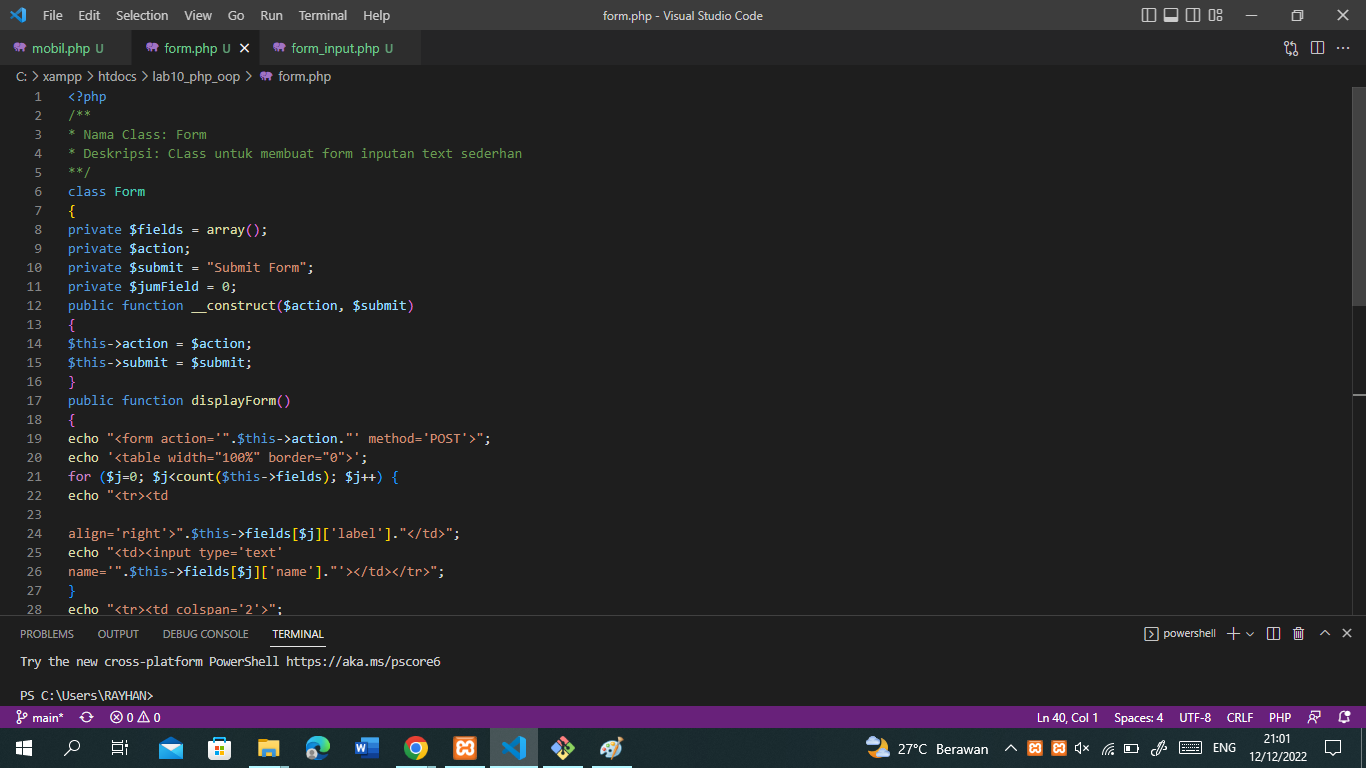 File Edit Selection View Go Run Terminal Help form.php - Visual Studio Code
mobil.php U form.php U form_input.php U
C: > xampp > htdocs > lab10_php_oop > form.php
1 <?php
2 /**
3 * Nama Class: Form
4 * Deskripsi: CLass untuk membuat form inputan text sederhan
5 **/
6 class Form
7 {
8 private $fields = array();
9 private $action;
10 private $submit = "Submit Form";
11 private $jumField = 0;
12 public function __construct($action, $submit)
13 {
14 $this->action = $action;
15 $this->submit = $submit;
16 }
17 public function displayForm()
18 {
19 echo "<form action='".$this->action."' method='POST'>";
20 echo '<table width="100%" border="0">';
21 for ($j=0; $j<count($this->fields); $j++) {
22 echo "<tr><td
23
24 align='right'>".$this->fields[$j]['label']."</td>";
25 echo "<td><input type='text'
26 name='".$this->fields[$j]['name']."'></td></tr>";
27 }
28 echo "<tr><td colspan='2'>";
PROBLEMS OUTPUT DEBUG CONSOLE TERMINAL powershell
Try the new cross-platform PowerShell https://aka.ms/pscore6
PS C:\Users\RAYHAN>
main* 0 0 Ln 40, Col 1 Spaces: 4 UTF-8 CRLF PHP
27°C Berawan ENG 21:01
12/12/2022